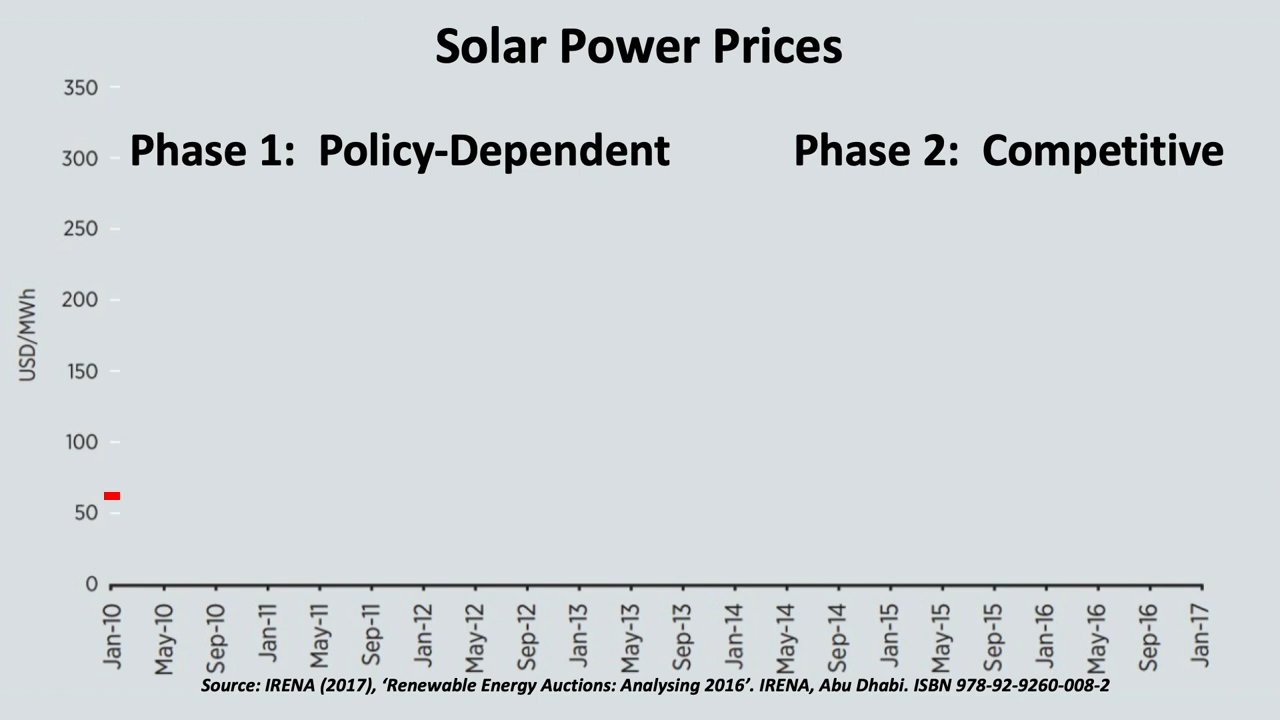 Solar Power Prices
350
Phase 1:  Policy-Dependent
Phase 2:  Competitive
300
250
200
USD/MWh
150
100
50
0
Jan-10
May-10
Sep-10
Jan-11
May-11
Sep-11
Jan-12
May-12
Sep-12
Jan-13
May-13
Sep-13
Jan-14
May-14
Sep-14
Jan-15
May-15
Sep-15
Jan-16
May-16
Sep-16
Jan-17
Source: IRENA (2017), ‘Renewable Energy Auctions: Analysing 2016’. IRENA, Abu Dhabi. ISBN 978-92-9260-008-2